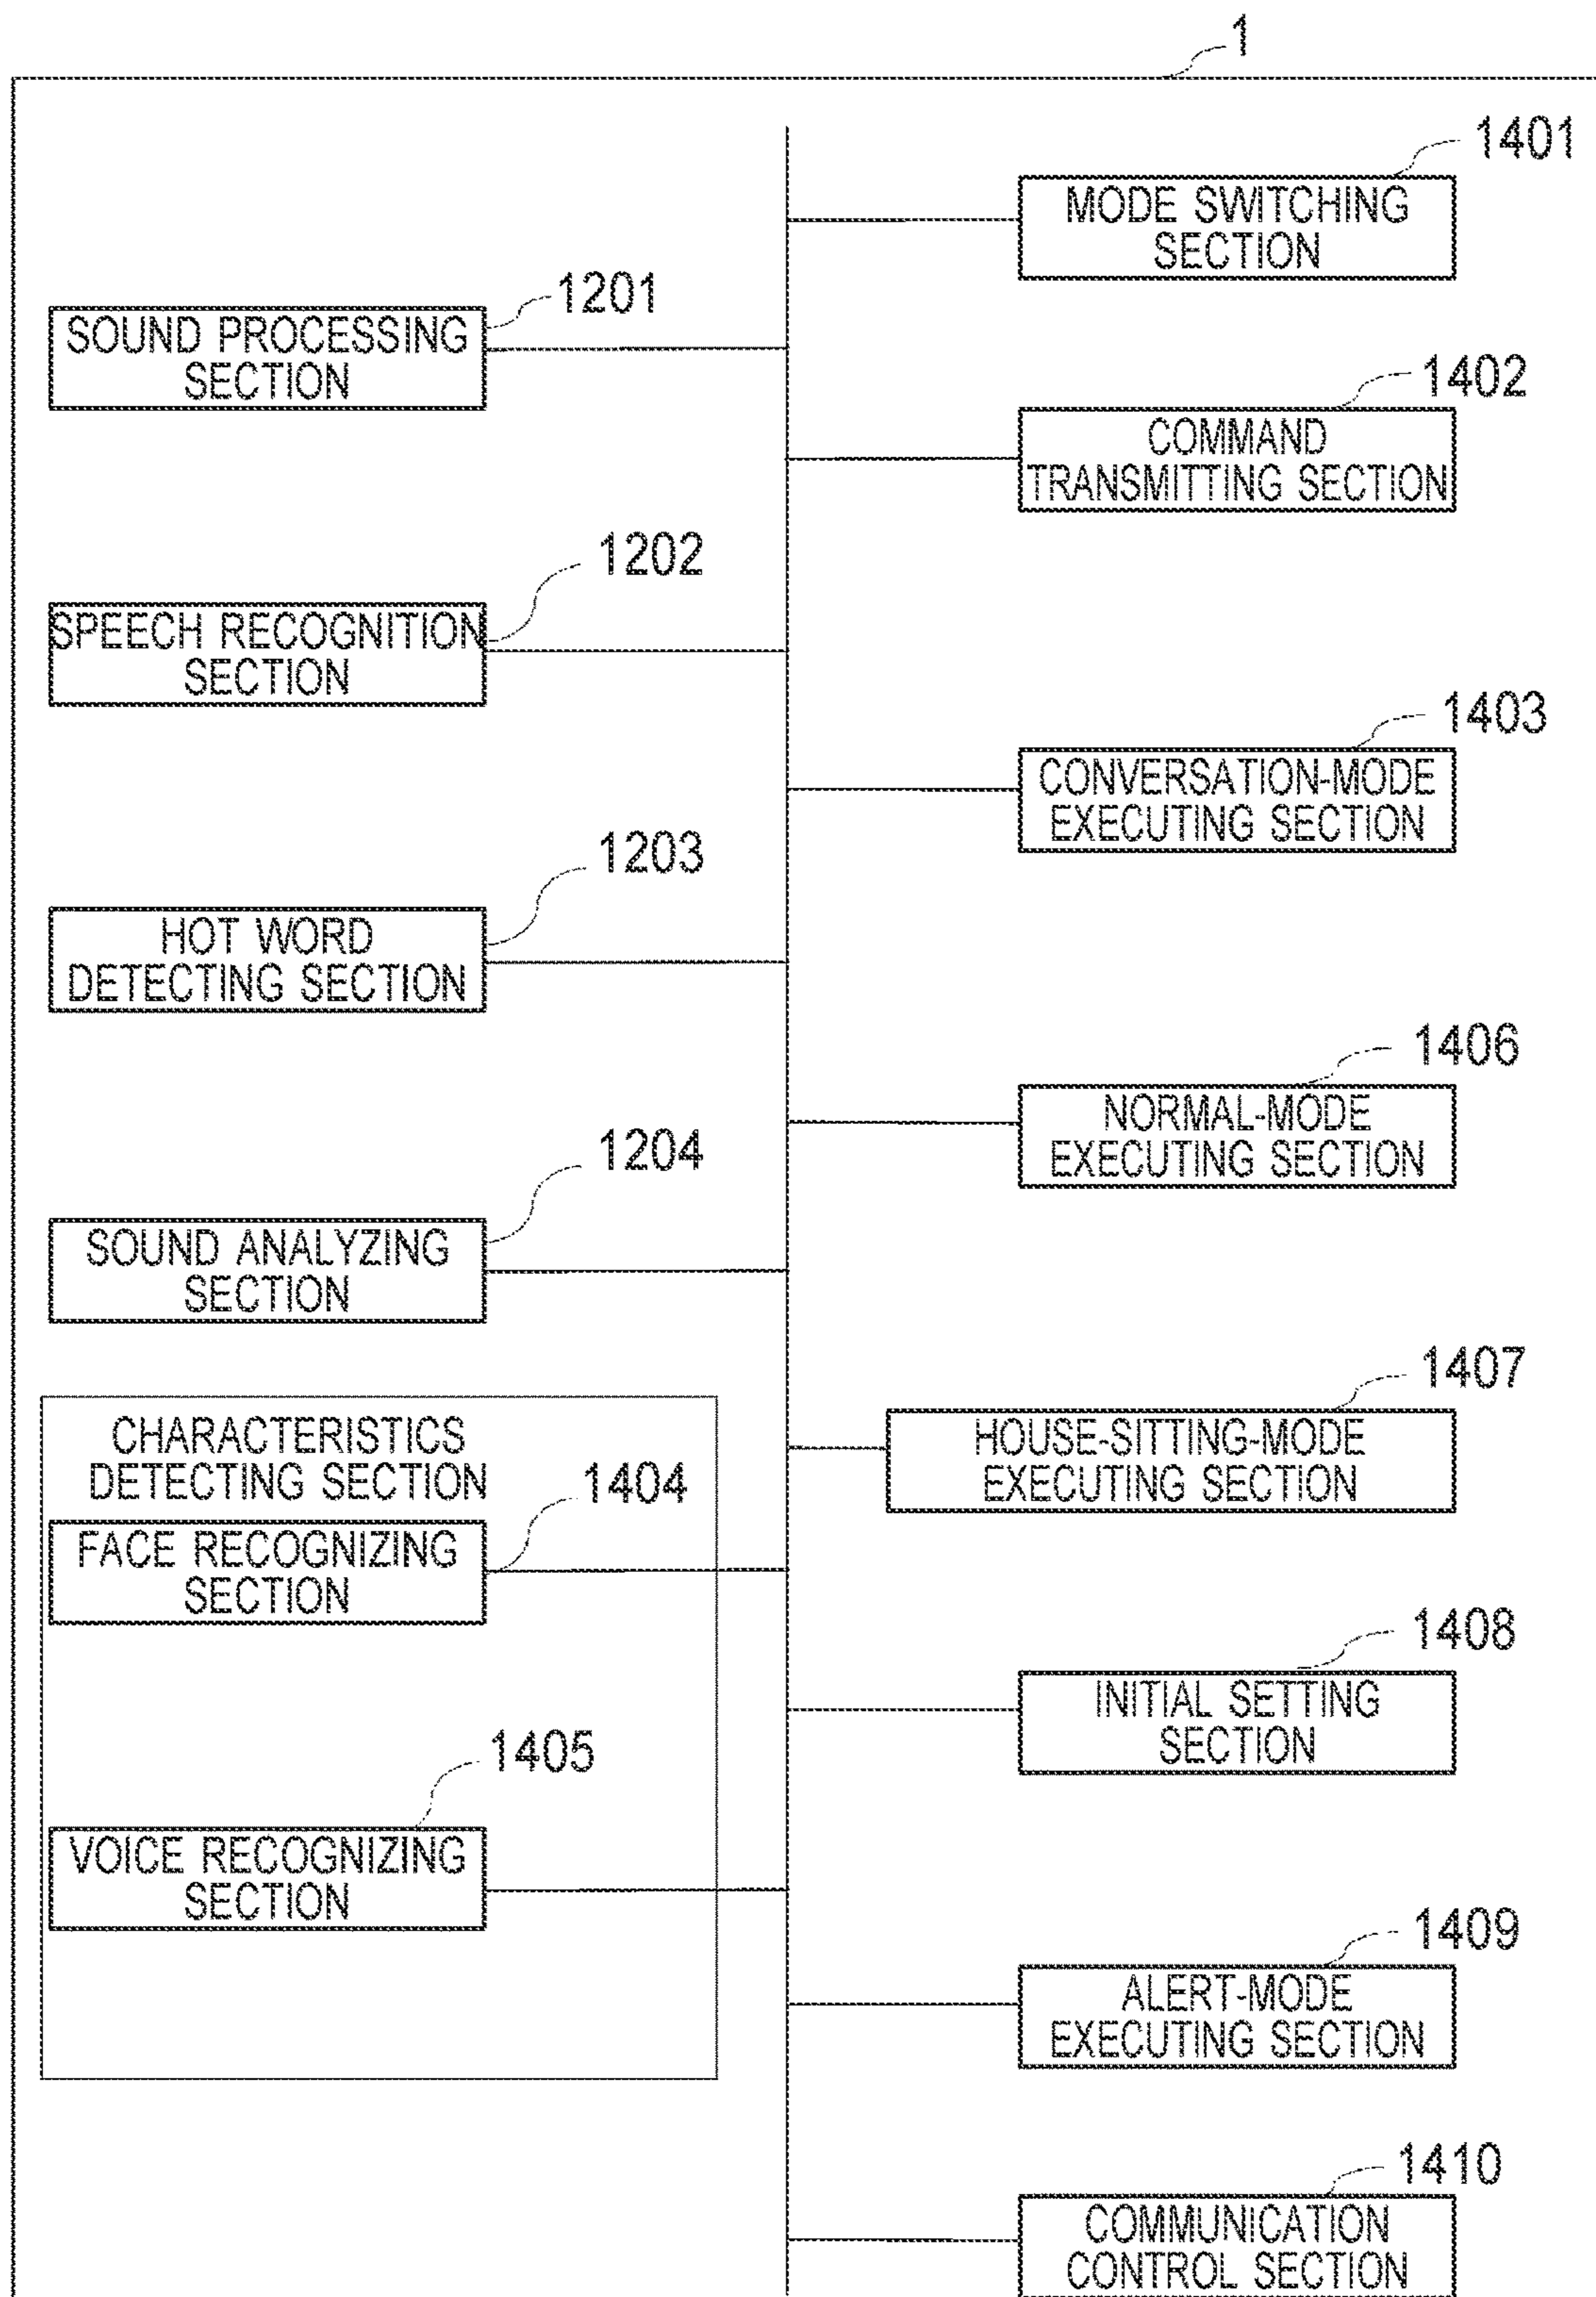 1
1401
MODE SWITCHING
SECTION
1201
SOUND PROCESSING
SECTION
1402
COMMAND
TRANSMITTING SECTION
1202
SPEECH RECOGNITION
SECTION
1403
CONVERSATION-MODE
EXECUTING SECTION
1203
HOT WORD
DETECTING SECTION
1406
NORMAL-MODE
EXECUTING SECTION
1204
SOUND ANALYZING
SECTION
1407
HOUSE-SITTING-MODE
EXECUTING SECTION
CHARACTERISTICS
DETECTING SECTION
1404
FACE RECOGNIZING
SECTION
1408
INITIAL SETTING
SECTION
1405
VOICE RECOGNIZING
SECTION
1409
ALERT-MODE
EXECUTING SECTION
1410
COMMUNICATION
CONTROL SECTION